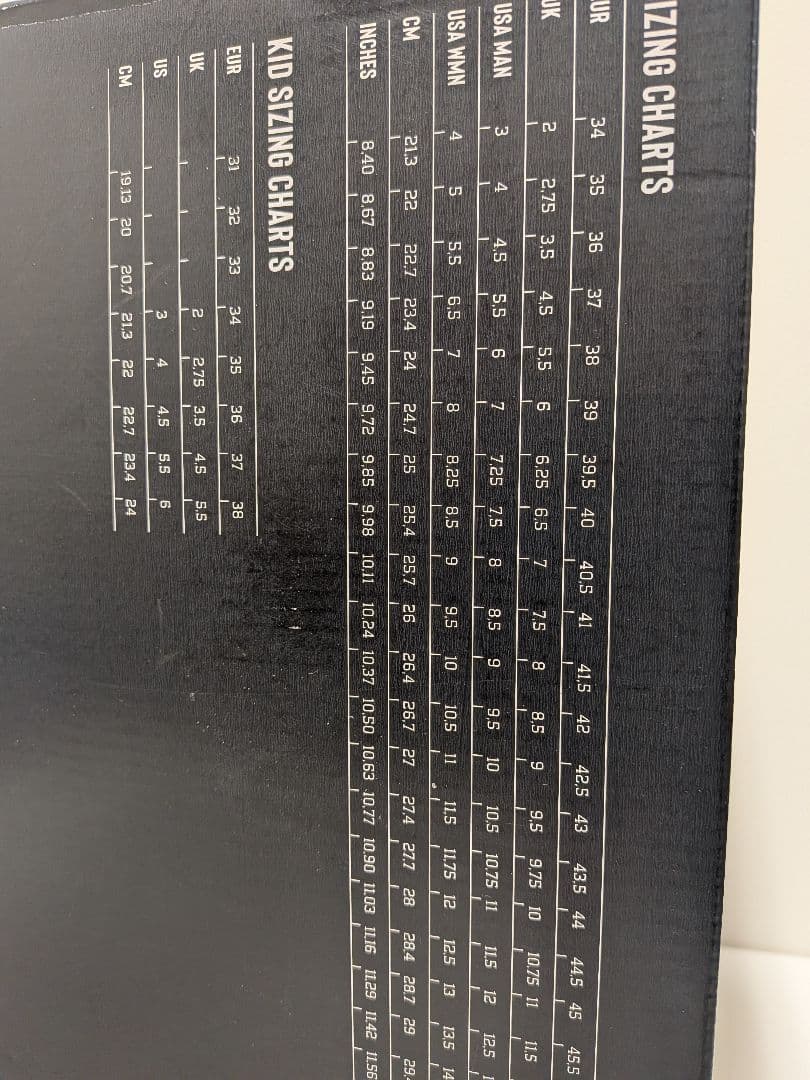 IZING CHARTS
UR 34 35 36 37 38 39 39,5 40 40,5 41 41,5 42 42,5 43 43,5 44 44,5 45 45,5
UK 2 2,75 3,5 4,5 5,5 6 6,25 6,5 7 7,5 8 8,5 9 9,5 9,75 10 10,75 11 11,5
USA MAN 3 4 4,5 5,5 6 7 7,25 7,5 8 8,5 9 9,5 10 10,5 10,75 11 11,5 12 12,5
USA WMN 4 5 5,5 6,5 7 8 8,25 8,5 9 9,5 10 10,5 11 11,5 11,75 12 12,5 13 13,5 14
CM 21,3 22 22,7 23,4 24 24,7 25 25,4 25,7 26 26,4 26,7 27 27,4 27,7 28 28,4 28,7 29 29,
INCHES 8,40 8,67 8,83 9,19 9,45 9,72 9,85 9,98 10,11 10,24 10,37 10,50 10,63 10,77 10,90 11,03 11,16 11,29 11,42 11,56
KID SIZING CHARTS
EUR 31 32 33 34 35 36 37 38
UK 2 2,75 3,5 4,5 5,5
US 3 4 4,5 5,5 6
CM 19,13 20 20,7 21,3 22 22,7 23,4 24